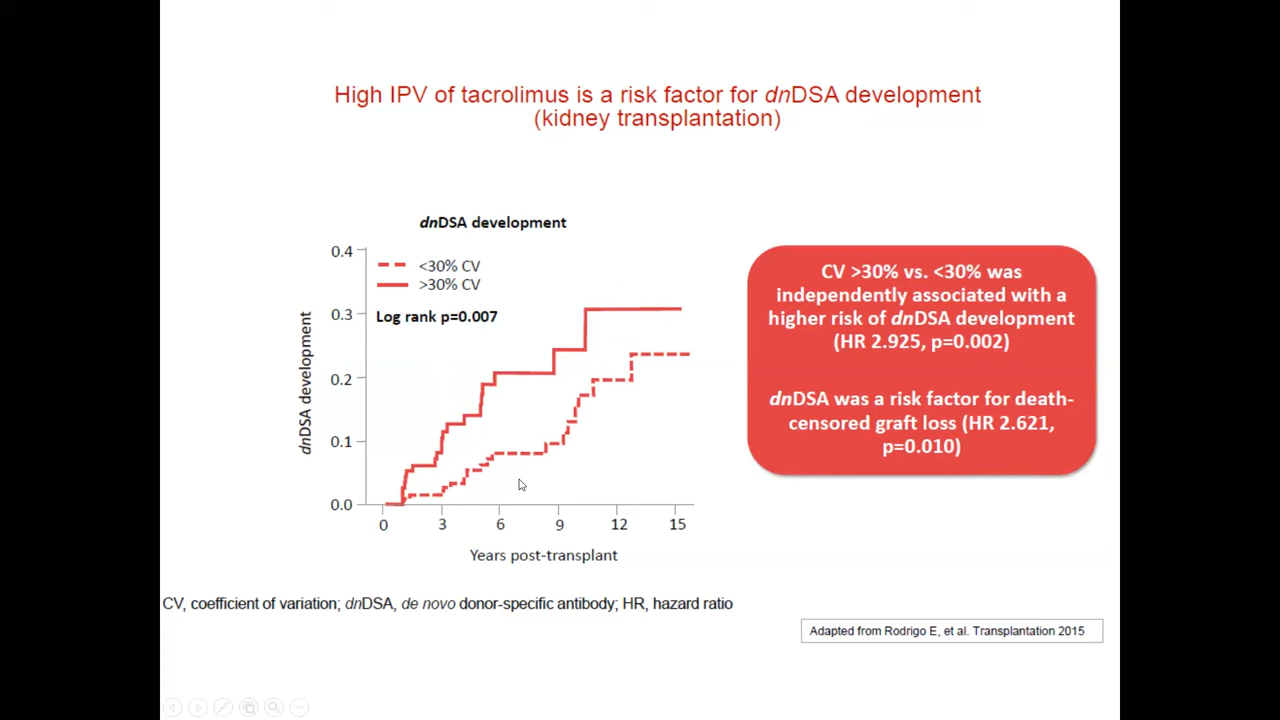 High IPV of tacrolimus is a risk factor for dnDSA development
(kidney transplantation)
dnDSA development
0.4
0.3
0.2
0.1
0.0
dnDSA development
<30% CV
>30% CV
Log rank p=0.007
0 3 6 9 12 15
Years post-transplant
CV >30% vs. <30% was
independently associated with a
higher risk of dnDSA development
(HR 2.925, p=0.002)
dnDSA was a risk factor for death-
censored graft loss (HR 2.621,
p=0.010)
CV, coefficient of variation; dnDSA, de novo donor-specific antibody; HR, hazard ratio
Adapted from Rodrigo E, et al. Transplantation 2015